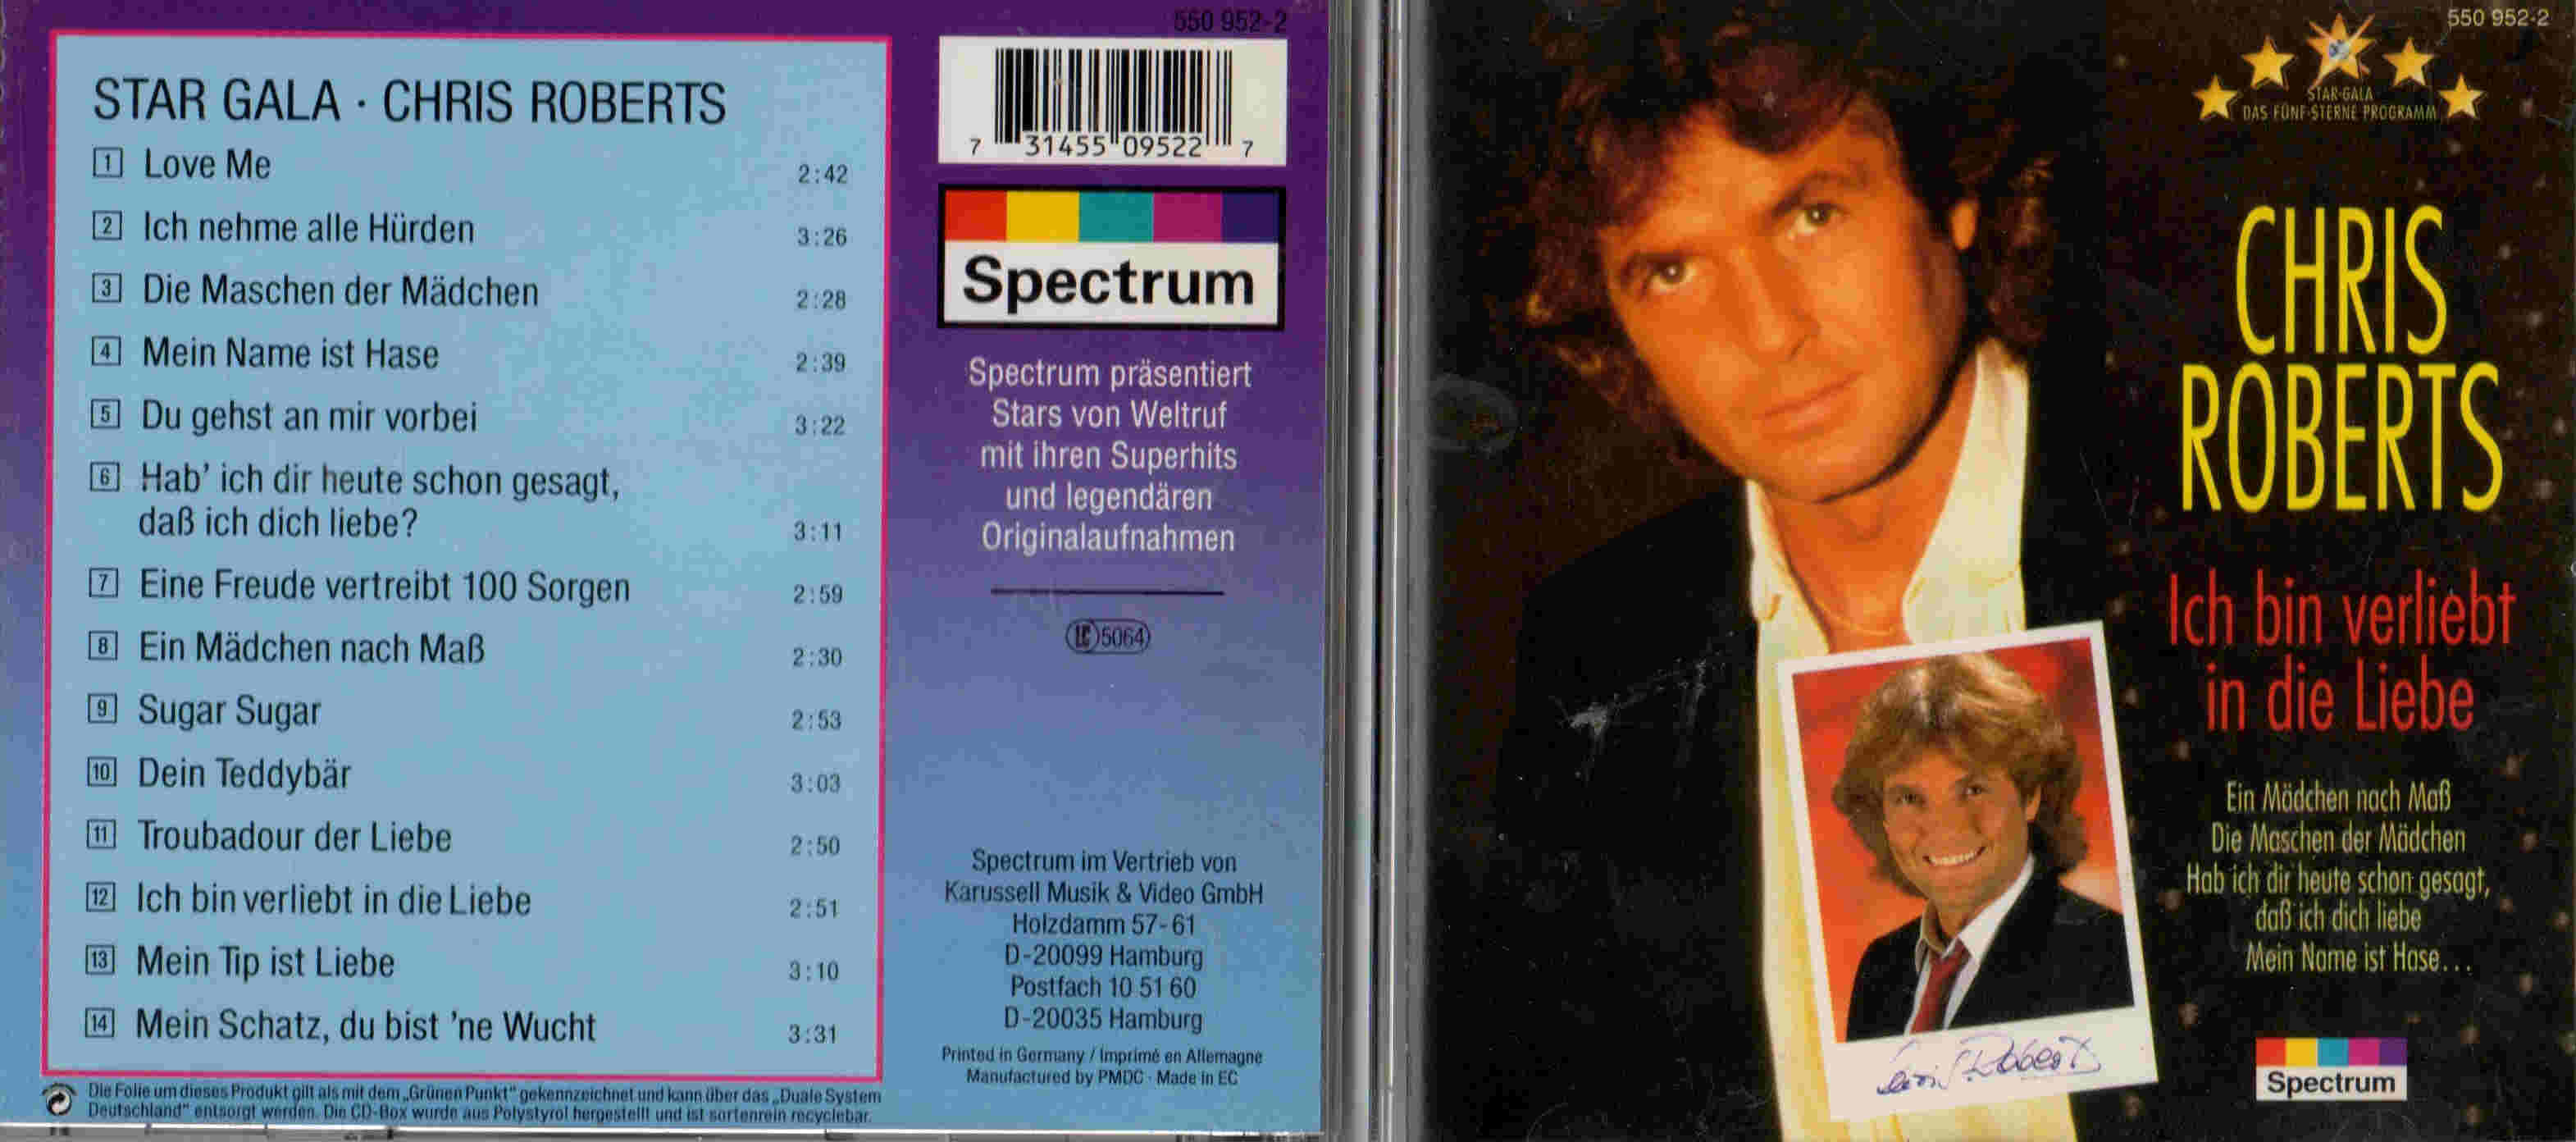 STAR GALA · CHRIS ROBERTS
1 Love Me 2:42
2 Ich nehme alle Hürden 3:26
3 Die Maschen der Mädchen 2:28
4 Mein Name ist Hase 2:39
5 Du gehst an mir vorbei 3:22
6 Hab' ich dir heute schon gesagt,
daß ich dich liebe? 3:11
7 Eine Freude vertreibt 100 Sorgen 2:59
8 Ein Mädchen nach Maß 2:30
9 Sugar Sugar 2:53
10 Dein Teddybär 3:03
11 Troubadour der Liebe 2:50
12 Ich bin verliebt in die Liebe 2:51
13 Mein Tip ist Liebe 3:10
14 Mein Schatz, du bist 'ne Wucht 3:31
Die Folie um dieses Produkt gilt als mit dem „Grünen Punkt" gekennzeichnet und kann über das „Duale System
Deutschland" entsorgt werden. Die CD-Box wurde aus Polystyrol hergestellt und ist sortenrein recyclebar.
550 952-2
7 31455 09522 7
Spectrum
Spectrum präsentiert
Stars von Weltruf
mit ihren Superhits
und legendären
Originalaufnahmen
LC 5064
Spectrum im Vertrieb von
Karussell Musik & Video GmbH
Holzdamm 57-61
D-20099 Hamburg
Postfach 10 51 60
D-20035 Hamburg
Printed in Germany / Imprimé en Allemagne
Manufactured by PMDC · Made in EC
550 952-2
STAR-GALA
DAS FÜNF-STERNE PROGRAMM
CHRIS
ROBERTS
Ich bin verliebt
in die Liebe
Ein Mädchen nach Maß
Die Maschen der Mädchen
Hab ich dir heute schon gesagt,
daß ich dich liebe
Mein Name ist Hase...
Chris Roberts
Spectrum